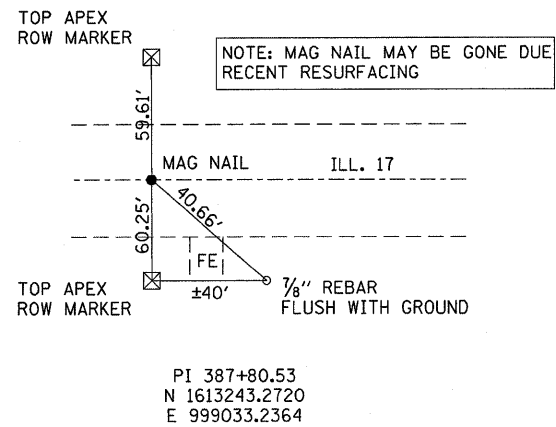 TOP APEX
ROW MARKER
NOTE: MAG NAIL MAY BE GONE DUE
RECENT RESURFACING
59.61'
MAG NAIL
ILL. 17
40.66'
60.25'
FE
TOP APEX
ROW MARKER
±40'
7/8" REBAR
FLUSH WITH GROUND
PI 387+80.53
N 1613243.2720
E 999033.2364